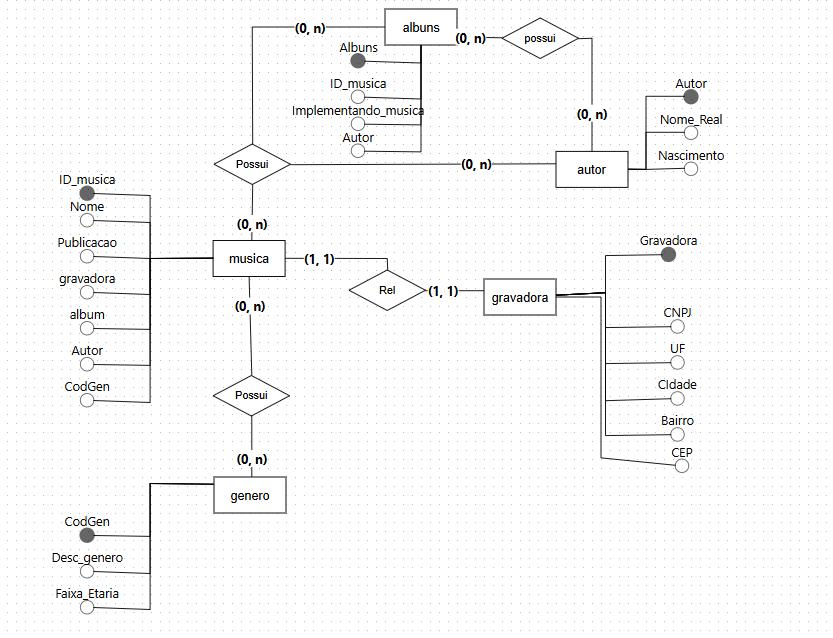 albuns
(0, n)
(0, n)
possui
Albuns
ID_musica
Implementando_musica
Autor
(0, n)
Autor
Nome_Real
Nascimento
autor
Possui
(0, n)
(0, n)
ID_musica
Nome
Publicacao
gravadora
album
Autor
CodGen
musica
(1, 1)
Rel
(1, 1)
gravadora
Gravadora
CNPJ
UF
CIdade
Bairro
CEP
(0, n)
Possui
(0, n)
genero
CodGen
Desc_genero
Faixa_Etaria